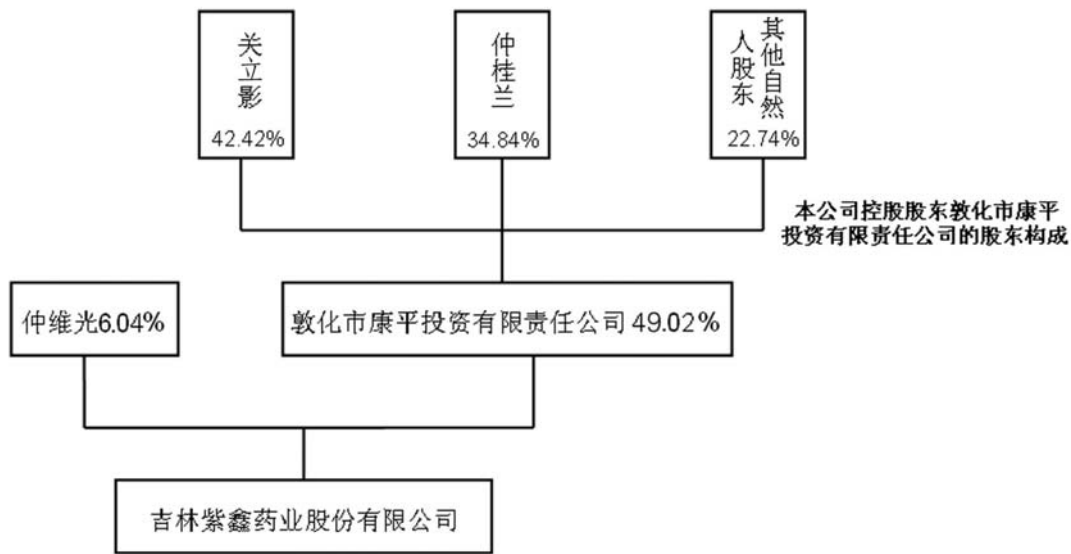 关立影
42.42%
仲桂兰
34.84%
其他自然
人股东
22.74%
本公司控股股东敦化市康平
投资有限责任公司的股东构成
仲维光6.04%
敦化市康平投资有限责任公司 49.02%
吉林紫鑫药业股份有限公司